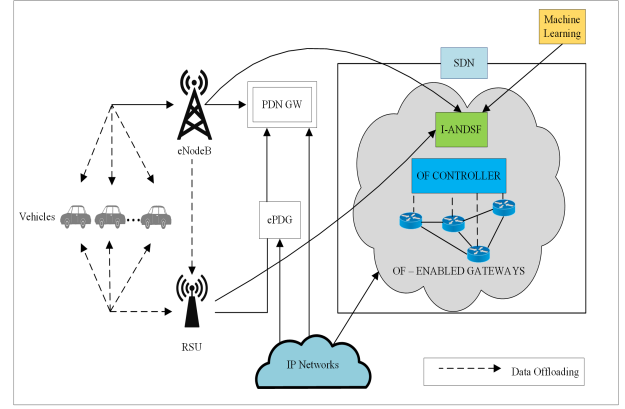 Machine
Learning
SDN
PDN GW
I-ANDSF
eNodeB
OF CONTROLLER
Vehicles
ePDG
OF – ENABLED GATEWAYS
RSU
IP Networks
Data Offloading